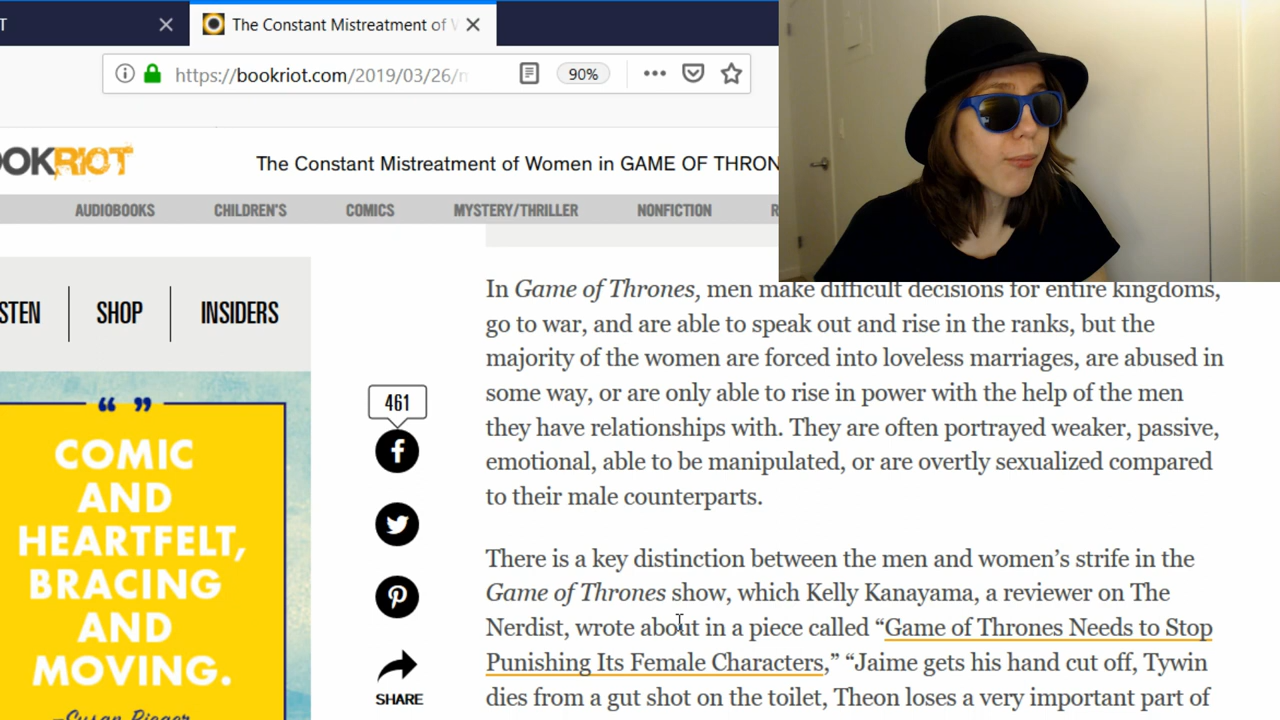 T
The Constant Mistreatment of W
https://bookriot.com/2019/03/26/n
90%
OOKRIOT
The Constant Mistreatment of Women in GAME OF THRON
AUDIOBOOKS CHILDREN'S COMICS MYSTERY/THRILLER NONFICTION R
STEN SHOP INSIDERS
“ ”
COMIC
AND
HEARTFELT,
BRACING
AND
MOVING.
–Susan Rieger
461
SHARE
In Game of Thrones, men make difficult decisions for entire kingdoms,
go to war, and are able to speak out and rise in the ranks, but the
majority of the women are forced into loveless marriages, are abused in
some way, or are only able to rise in power with the help of the men
they have relationships with. They are often portrayed weaker, passive,
emotional, able to be manipulated, or are overtly sexualized compared
to their male counterparts.
There is a key distinction between the men and women’s strife in the
Game of Thrones show, which Kelly Kanayama, a reviewer on The
Nerdist, wrote about in a piece called “Game of Thrones Needs to Stop
Punishing Its Female Characters,” “Jaime gets his hand cut off, Tywin
dies from a gut shot on the toilet, Theon loses a very important part of